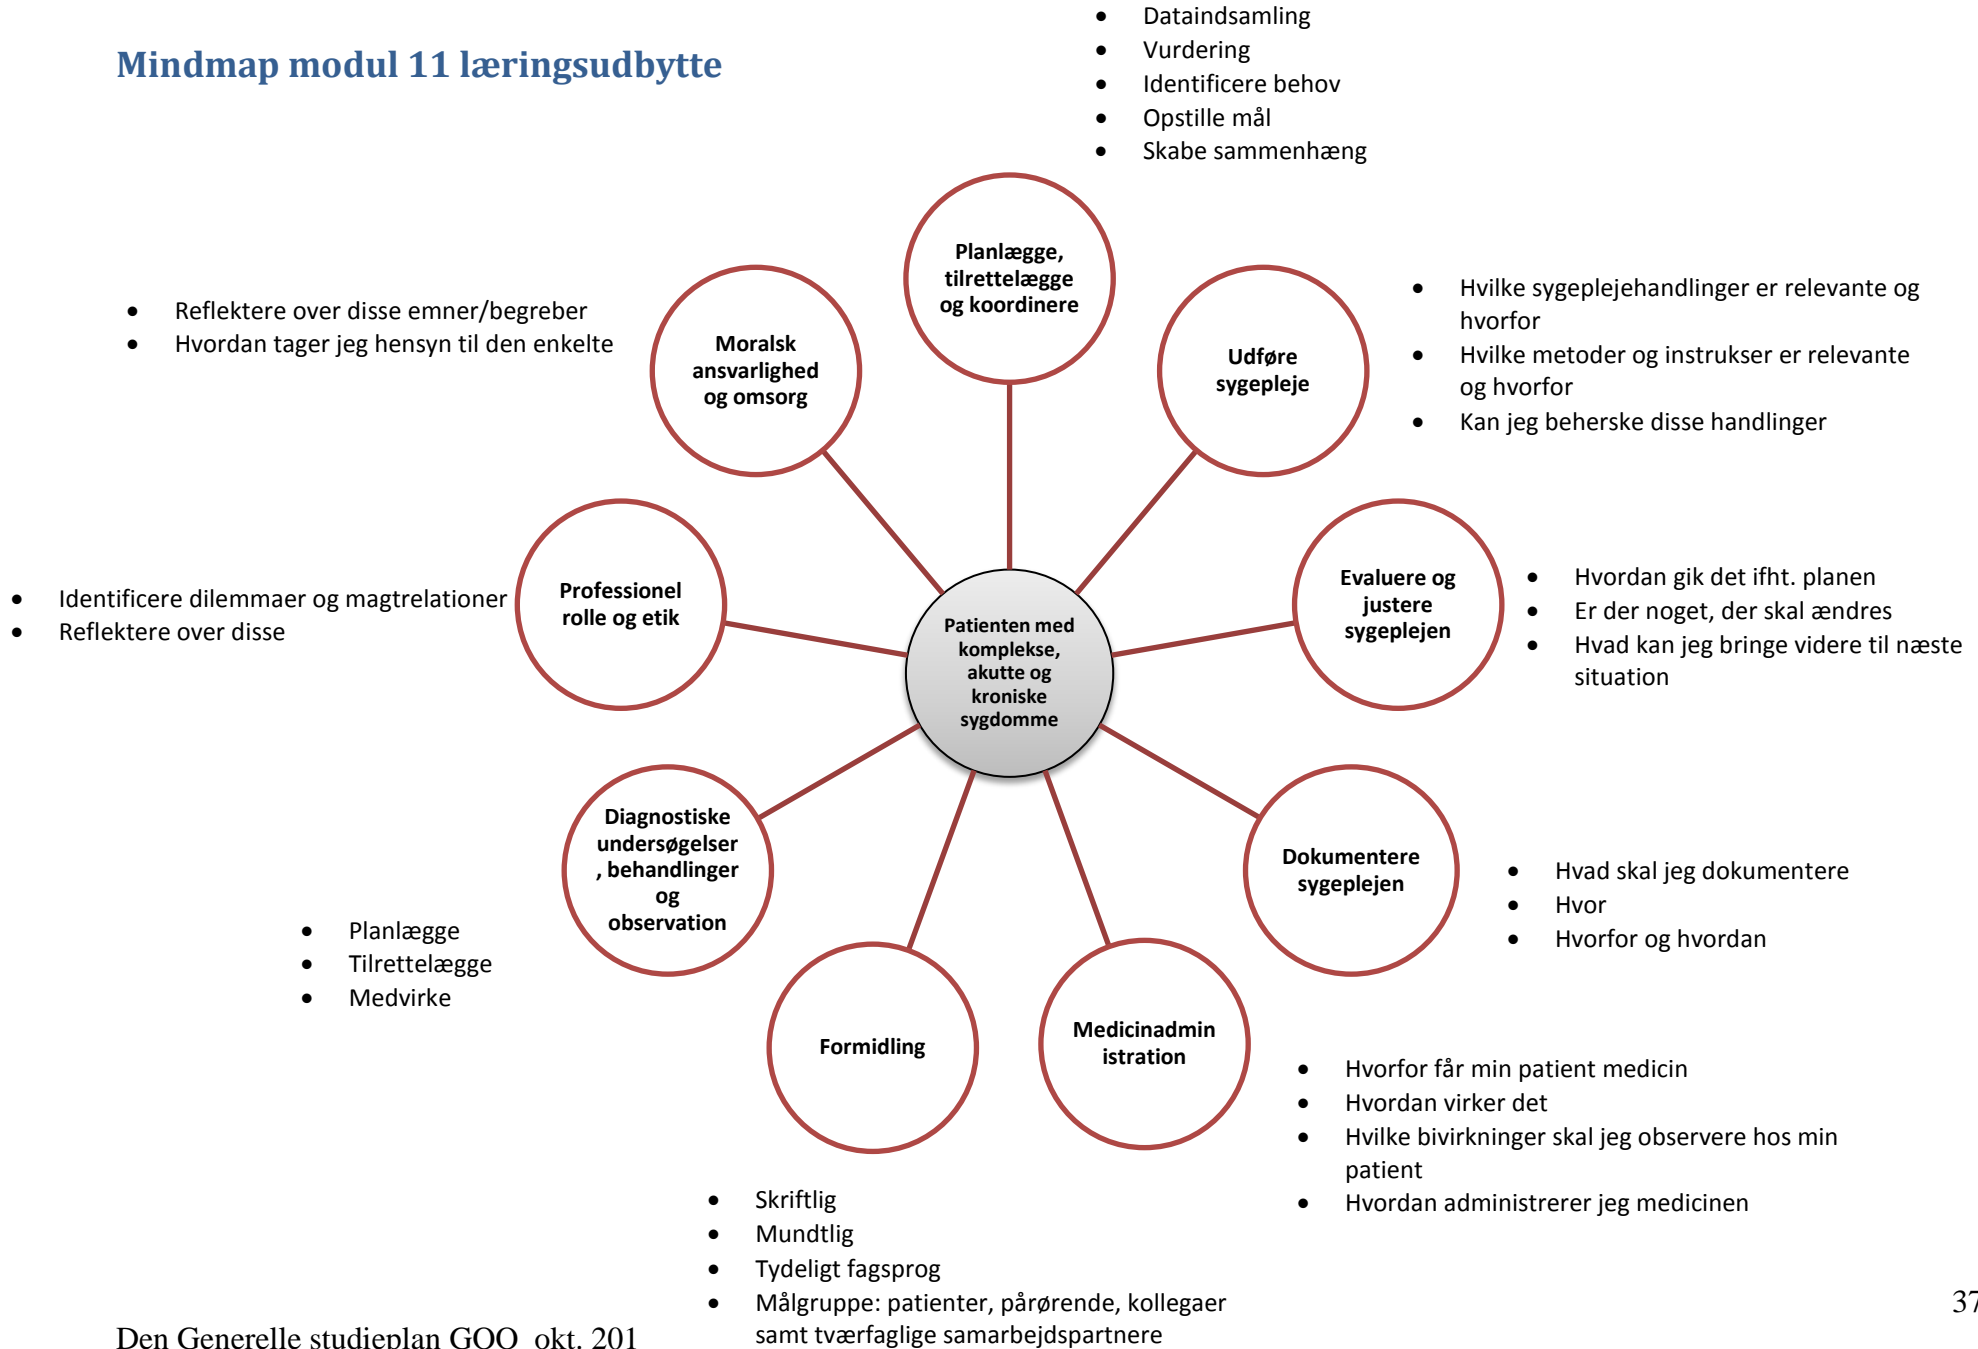 Mindmap modul 11 læringsudbytte
• Dataindsamling
• Vurdering
• Identificere behov
• Opstille mål
• Skabe sammenhæng
Planlægge,
tilrettelægge
og koordinere
Udføre
sygepleje
• Hvilke sygeplejehandlinger er relevante og
hvorfor
• Hvilke metoder og instrukser er relevante
og hvorfor
• Kan jeg beherske disse handlinger
Evaluere og
justere
sygeplejen
• Hvordan gik det ifht. planen
• Er der noget, der skal ændres
• Hvad kan jeg bringe videre til næste
situation
Dokumentere
sygeplejen
• Hvad skal jeg dokumentere
• Hvor
• Hvorfor og hvordan
Medicinadmin
istration
• Hvorfor får min patient medicin
• Hvordan virker det
• Hvilke bivirkninger skal jeg observere hos min
patient
• Hvordan administrerer jeg medicinen
Formidling
• Skriftlig
• Mundtlig
• Tydeligt fagsprog
• Målgruppe: patienter, pårørende, kollegaer
samt tværfaglige samarbejdspartnere
Diagnostiske
undersøgelser
, behandlinger
og
observation
• Planlægge
• Tilrettelægge
• Medvirke
Professionel
rolle og etik
• Identificere dilemmaer og magtrelationer
• Reflektere over disse
Moralsk
ansvarlighed
og omsorg
• Reflektere over disse emner/begreber
• Hvordan tager jeg hensyn til den enkelte
Patienten med
komplekse,
akutte og
kroniske
sygdomme
37
Den Generelle studieplan GOO okt. 201